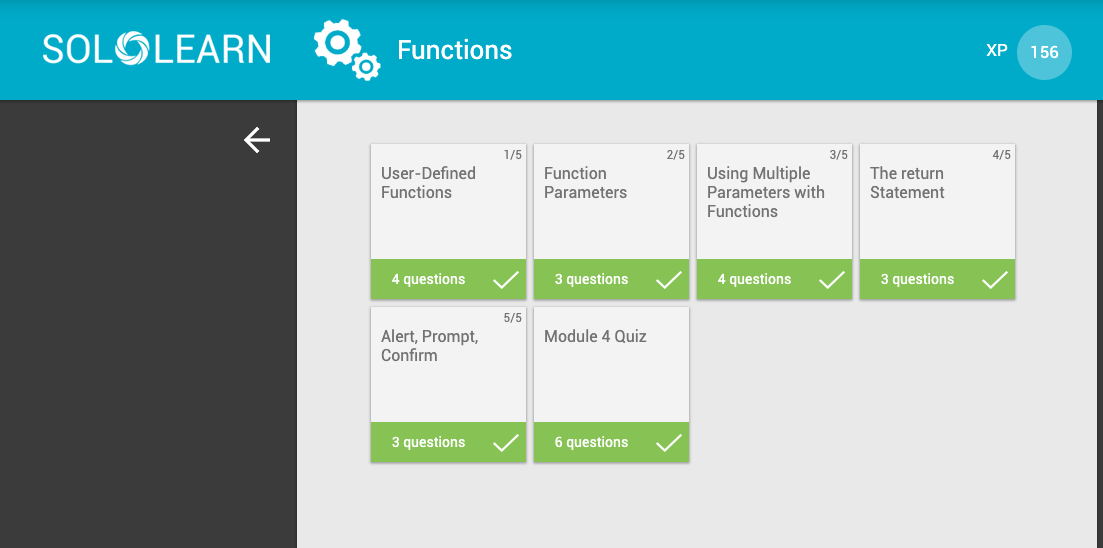 SOLOLEARN
Functions
XP 156
1/5
User-Defined
Functions
4 questions
2/5
Function
Parameters
3 questions
3/5
Using Multiple
Parameters with
Functions
4 questions
4/5
The return
Statement
3 questions
5/5
Alert, Prompt,
Confirm
3 questions
Module 4 Quiz
6 questions